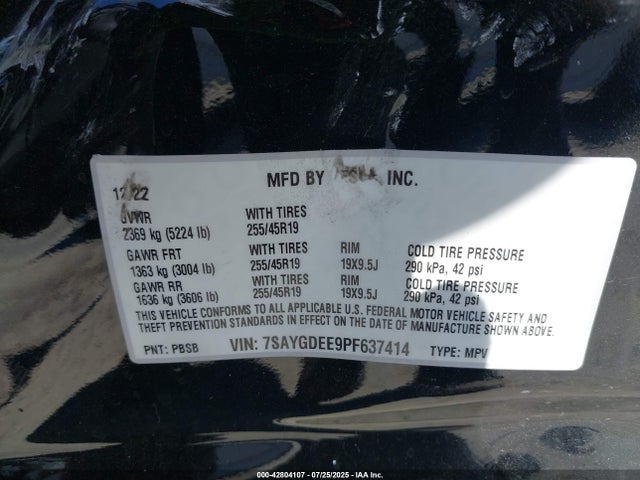 12/22 MFD BY TESLA, INC.
GVWR WITH TIRES
2369 kg (5224 lb) 255/45R19
GAWR FRT WITH TIRES RIM COLD TIRE PRESSURE
1363 kg (3004 lb) 255/45R19 19X9.5J 290 kPa, 42 psi
GAWR RR WITH TIRES RIM COLD TIRE PRESSURE
1636 kg (3606 lb) 255/45R19 19X9.5J 290 kPa, 42 psi
THIS VEHICLE CONFORMS TO ALL APPLICABLE U.S. FEDERAL MOTOR VEHICLE SAFETY AND
THEFT PREVENTION STANDARDS IN EFFECT ON THE DATE OF MANUFACTURE SHOWN ABOVE.
PNT: PBSB VIN: 7SAYGDEE9PF637414 TYPE: MPV
000-42804107 - 07/25/2025 - IAA Inc.